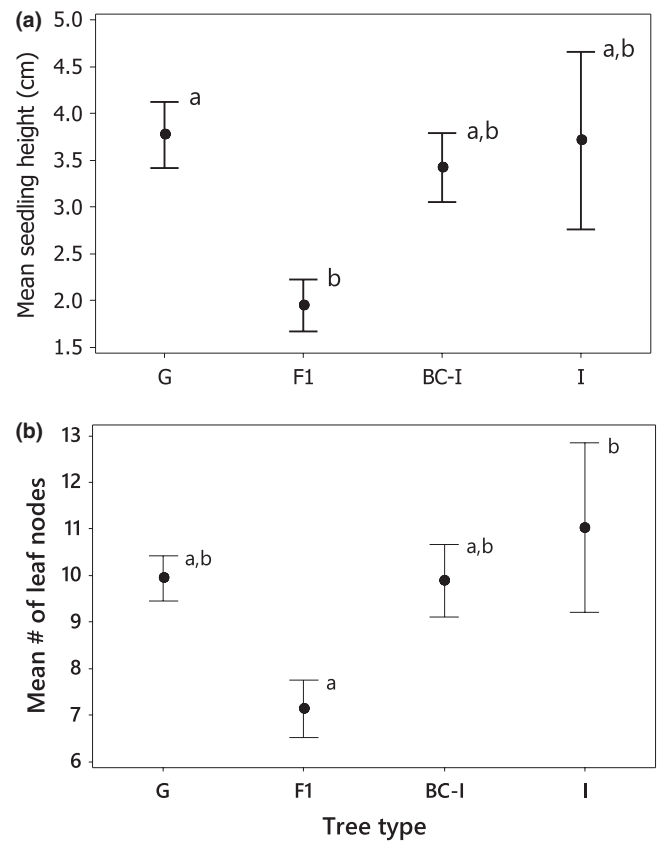 (a)
Mean seedling height (cm)
5.0
4.5
4.0
3.5
3.0
2.5
2.0
1.5
a
b
a,b
a,b
G F1 BC-I I
(b)
Mean # of leaf nodes
13
12
11
10
9
8
7
6
a,b
a
a,b
b
G F1 BC-I I
Tree type